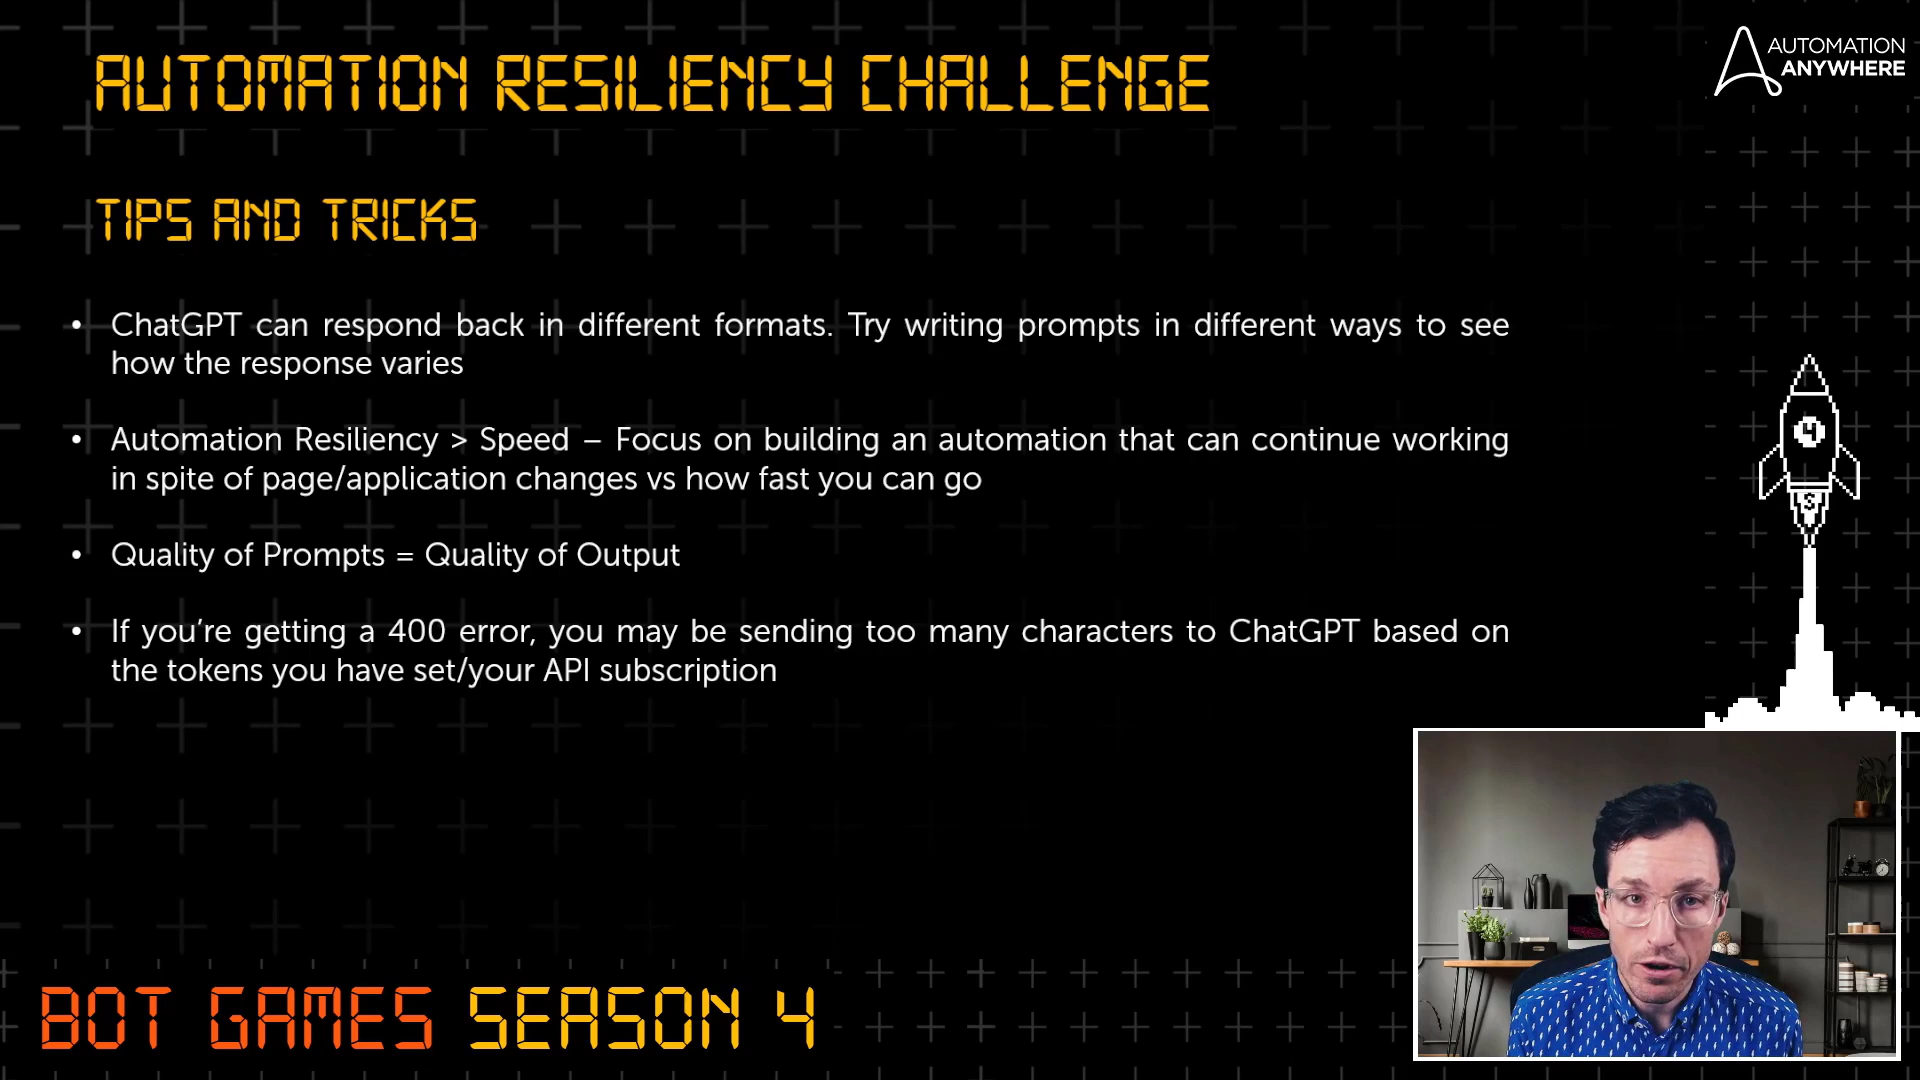 AUTOMATION RESILIENCY CHALLENGE
AUTOMATION
ANYWHERE
TIPS AND TRICKS
• ChatGPT can respond back in different formats. Try writing prompts in different ways to see
how the response varies
• Automation Resiliency > Speed – Focus on building an automation that can continue working
in spite of page/application changes vs how fast you can go
• Quality of Prompts = Quality of Output
• If you're getting a 400 error, you may be sending too many characters to ChatGPT based on
the tokens you have set/your API subscription
4
S
BOT GAMES SEASON 4